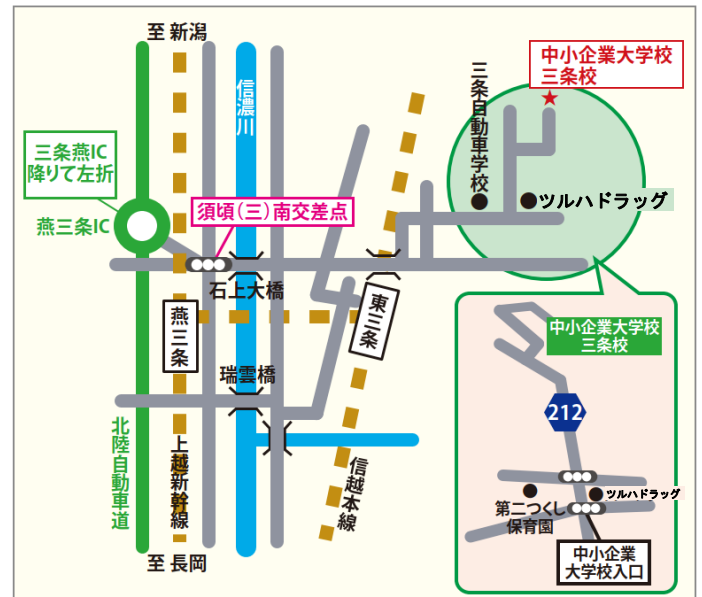 至 新潟
信濃川
三条自動車学校
中小企業大学校
三条校
三条燕IC
降りて左折
燕三条IC
須頃（三）南交差点
ツルハドラッグ
石上大橋
燕三条
東三条
瑞雲橋
北陸自動車道
上越新幹線
信越本線
至 長岡
中小企業大学校
三条校
212
ツルハドラッグ
第二つくし
保育園
中小企業
大学校入口